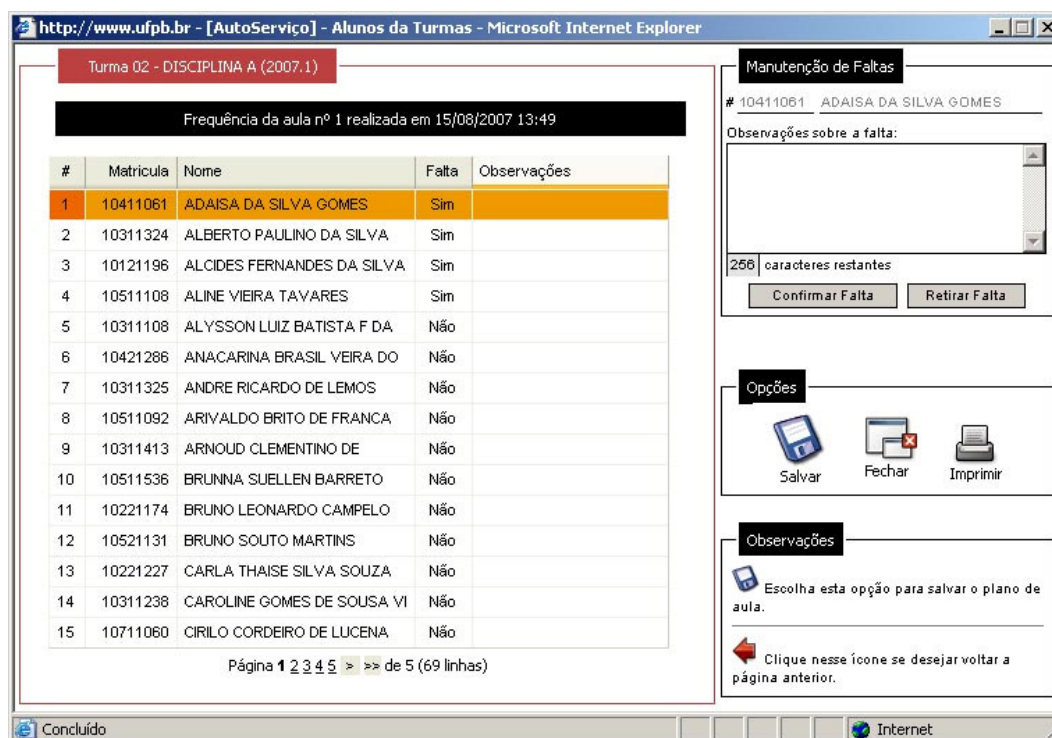 http://www.ufpb.br - [AutoServiço] - Alunos da Turmas - Microsoft Internet Explorer
Turma 02 - DISCIPLINA A (2007.1)
Frequência da aula nº 1 realizada em 15/08/2007 13:49
# Matricula Nome Falta Observações
1 10411061 ADAISA DA SILVA GOMES Sim
2 10311324 ALBERTO PAULINO DA SILVA Sim
3 10121196 ALCIDES FERNANDES DA SILVA Sim
4 10511108 ALINE VIEIRA TAVARES Sim
5 10311108 ALYSSON LUIZ BATISTA F DA Não
6 10421286 ANACARINA BRASIL VEIRA DO Não
7 10311325 ANDRE RICARDO DE LEMOS Não
8 10511092 ARIVALDO BRITO DE FRANCA Não
9 10311413 ARNOUD CLEMENTINO DE Não
10 10511536 BRUNNA SUELLEN BARRETO Não
11 10221174 BRUNO LEONARDO CAMPELO Não
12 10521131 BRUNO SOUTO MARTINS Não
13 10221227 CARLA THAISE SILVA SOUZA Não
14 10311238 CAROLINE GOMES DE SOUSA VI Não
15 10711060 CIRILO CORDEIRO DE LUCENA Não
Página 1 2 3 4 5 > >> de 5 (69 linhas)
Manutenção de Faltas
# 10411061 ADAISA DA SILVA GOMES
Observações sobre a falta:
256 caracteres restantes
Confirmar Falta Retirar Falta
Opções
Salvar Fechar Imprimir
Observações
Escolha esta opção para salvar o plano de
aula.
Clique nesse ícone se desejar voltar a
página anterior.
Concluído Internet